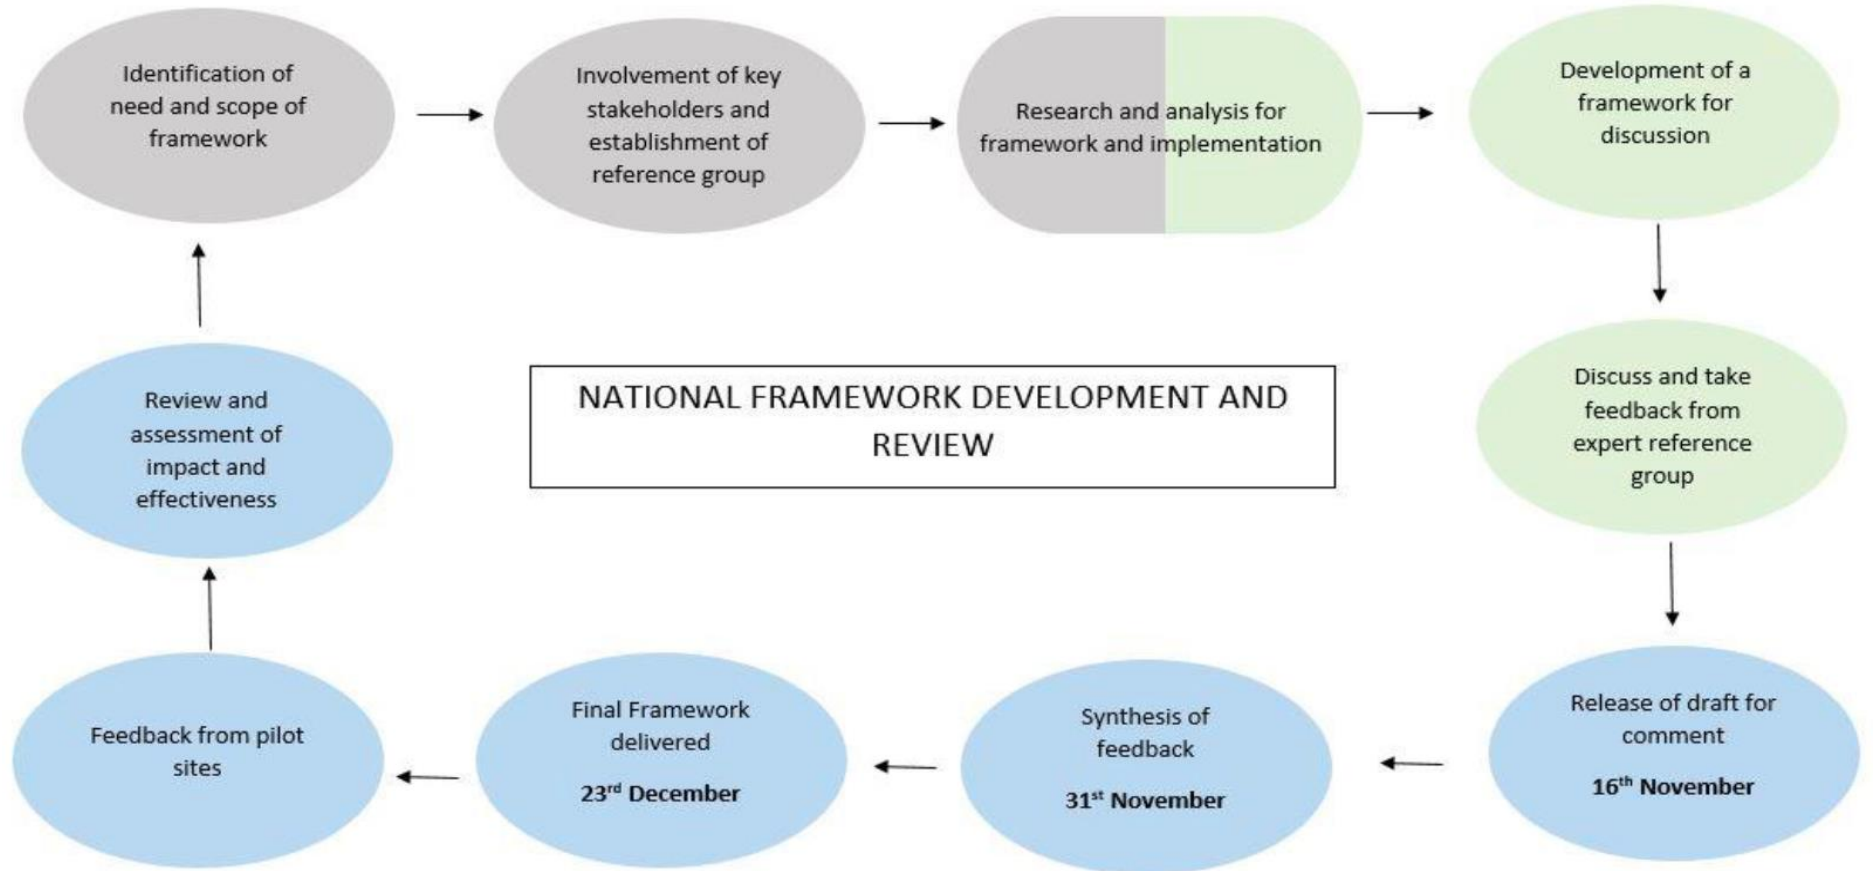 Identification of
need and scope of
framework
Involvement of key
stakeholders and
establishment of
reference group
Research and analysis for
framework and implementation
Development of a
framework for
discussion
Discuss and take
feedback from
expert reference
group
Release of draft for
comment
16th November
Synthesis of
feedback
31st November
Final Framework
delivered
23rd December
Feedback from pilot
sites
Review and
assessment of
impact and
effectiveness
NATIONAL FRAMEWORK DEVELOPMENT AND
REVIEW